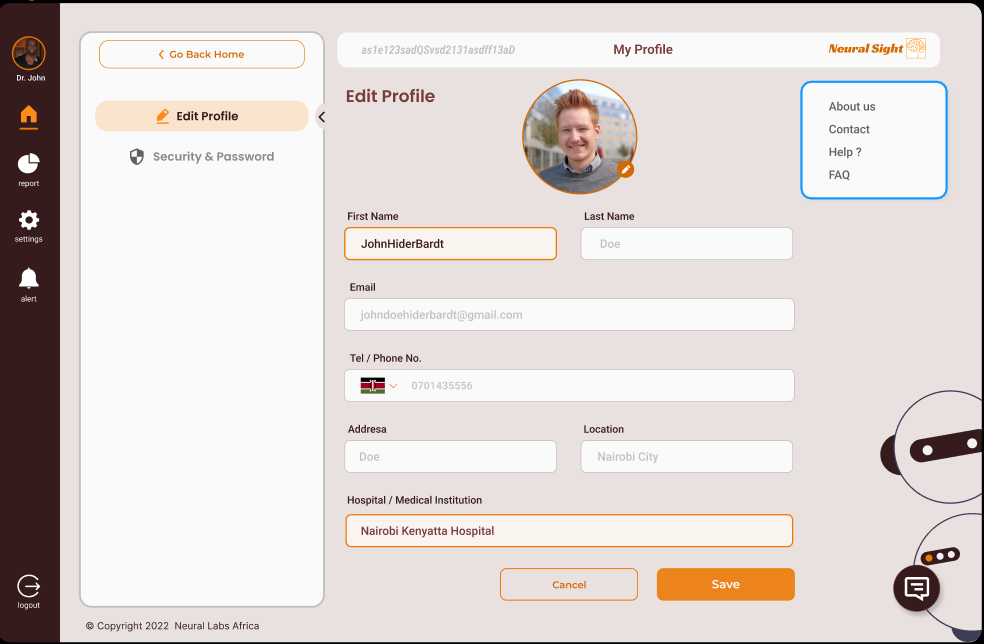 Dr. John
report
settings
alert
logout
Go Back Home
Edit Profile
Security & Password
as1e123sadQSvsd2131asdff13aD
My Profile
Neural Sight
Edit Profile
About us
Contact
Help ?
FAQ
First Name
Last Name
JohnHiderBardt
Doe
Email
johndoehiderbardt@gmail.com
Tel / Phone No.
0701435556
Addresa
Location
Doe
Nairobi City
Hospital / Medical Institution
Nairobi Kenyatta Hospital
Cancel
Save
© Copyright 2022 Neural Labs Africa